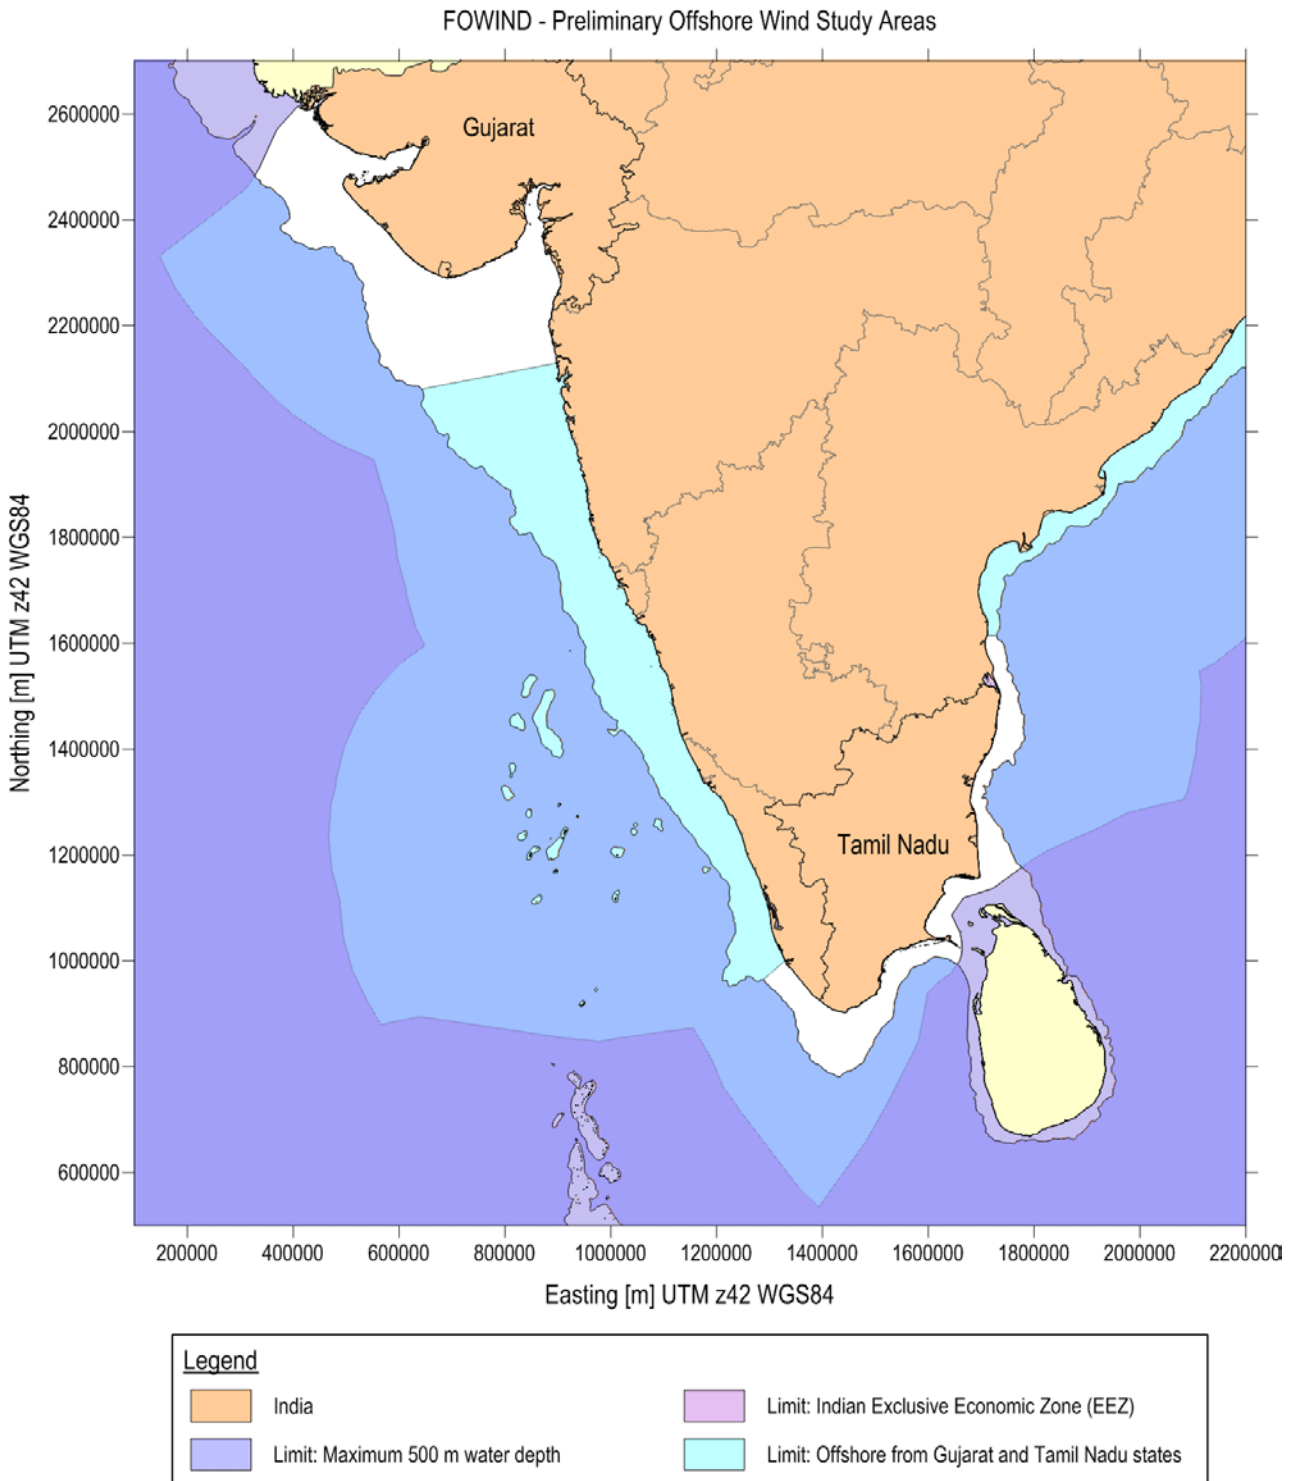 FOWIND - Preliminary Offshore Wind Study Areas
2600000
2400000
2200000
2000000
1800000
1600000
1400000
1200000
1000000
800000
600000
Northing [m] UTM z42 WGS84
Gujarat
Tamil Nadu
200000 400000 600000 800000 1000000 1200000 1400000 1600000 1800000 2000000 2200000
Easting [m] UTM z42 WGS84
Legend
India
Limit: Indian Exclusive Economic Zone (EEZ)
Limit: Maximum 500 m water depth
Limit: Offshore from Gujarat and Tamil Nadu states